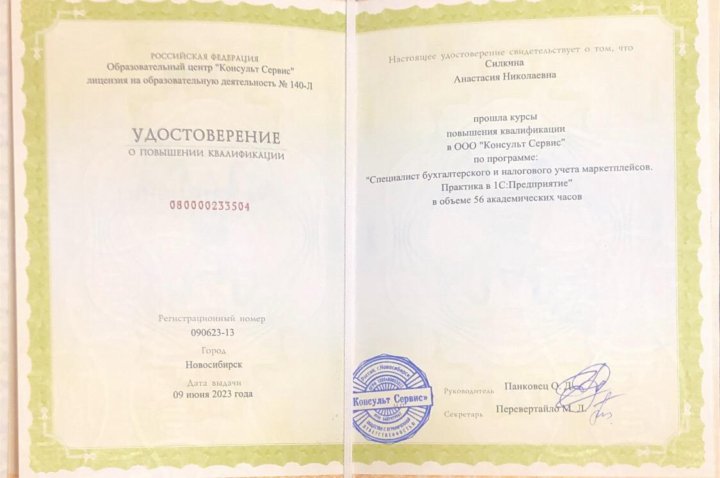 РОССИЙСКАЯ ФЕДЕРАЦИЯ
Образовательный центр "Консульт Сервис"
лицензия на образовательную деятельность № 140-Л
УДОСТОВЕРЕНИЕ
О ПОВЫШЕНИИ КВАЛИФИКАЦИИ
080000233504
Регистрационный номер
090623-13
Город
Новосибирск
Дата выдачи
09 июня 2023 года
Настоящее удостоверение свидетельствует о том, что
Силкина
Анастасия Николаевна
прошла курсы
повышения квалификации
в ООО "Консульт Сервис"
по программе:
"Специалист бухгалтерского и налогового учета маркетплейсов.
Практика в 1С:Предприятие"
в объеме 56 академических часов
Россия, г. Новосибирск
Консульт Сервис»
ОТВЕТСТВЕННОСТЬЮ
Руководитель Панковец О.
Секретарь Перевертайло М. Л.